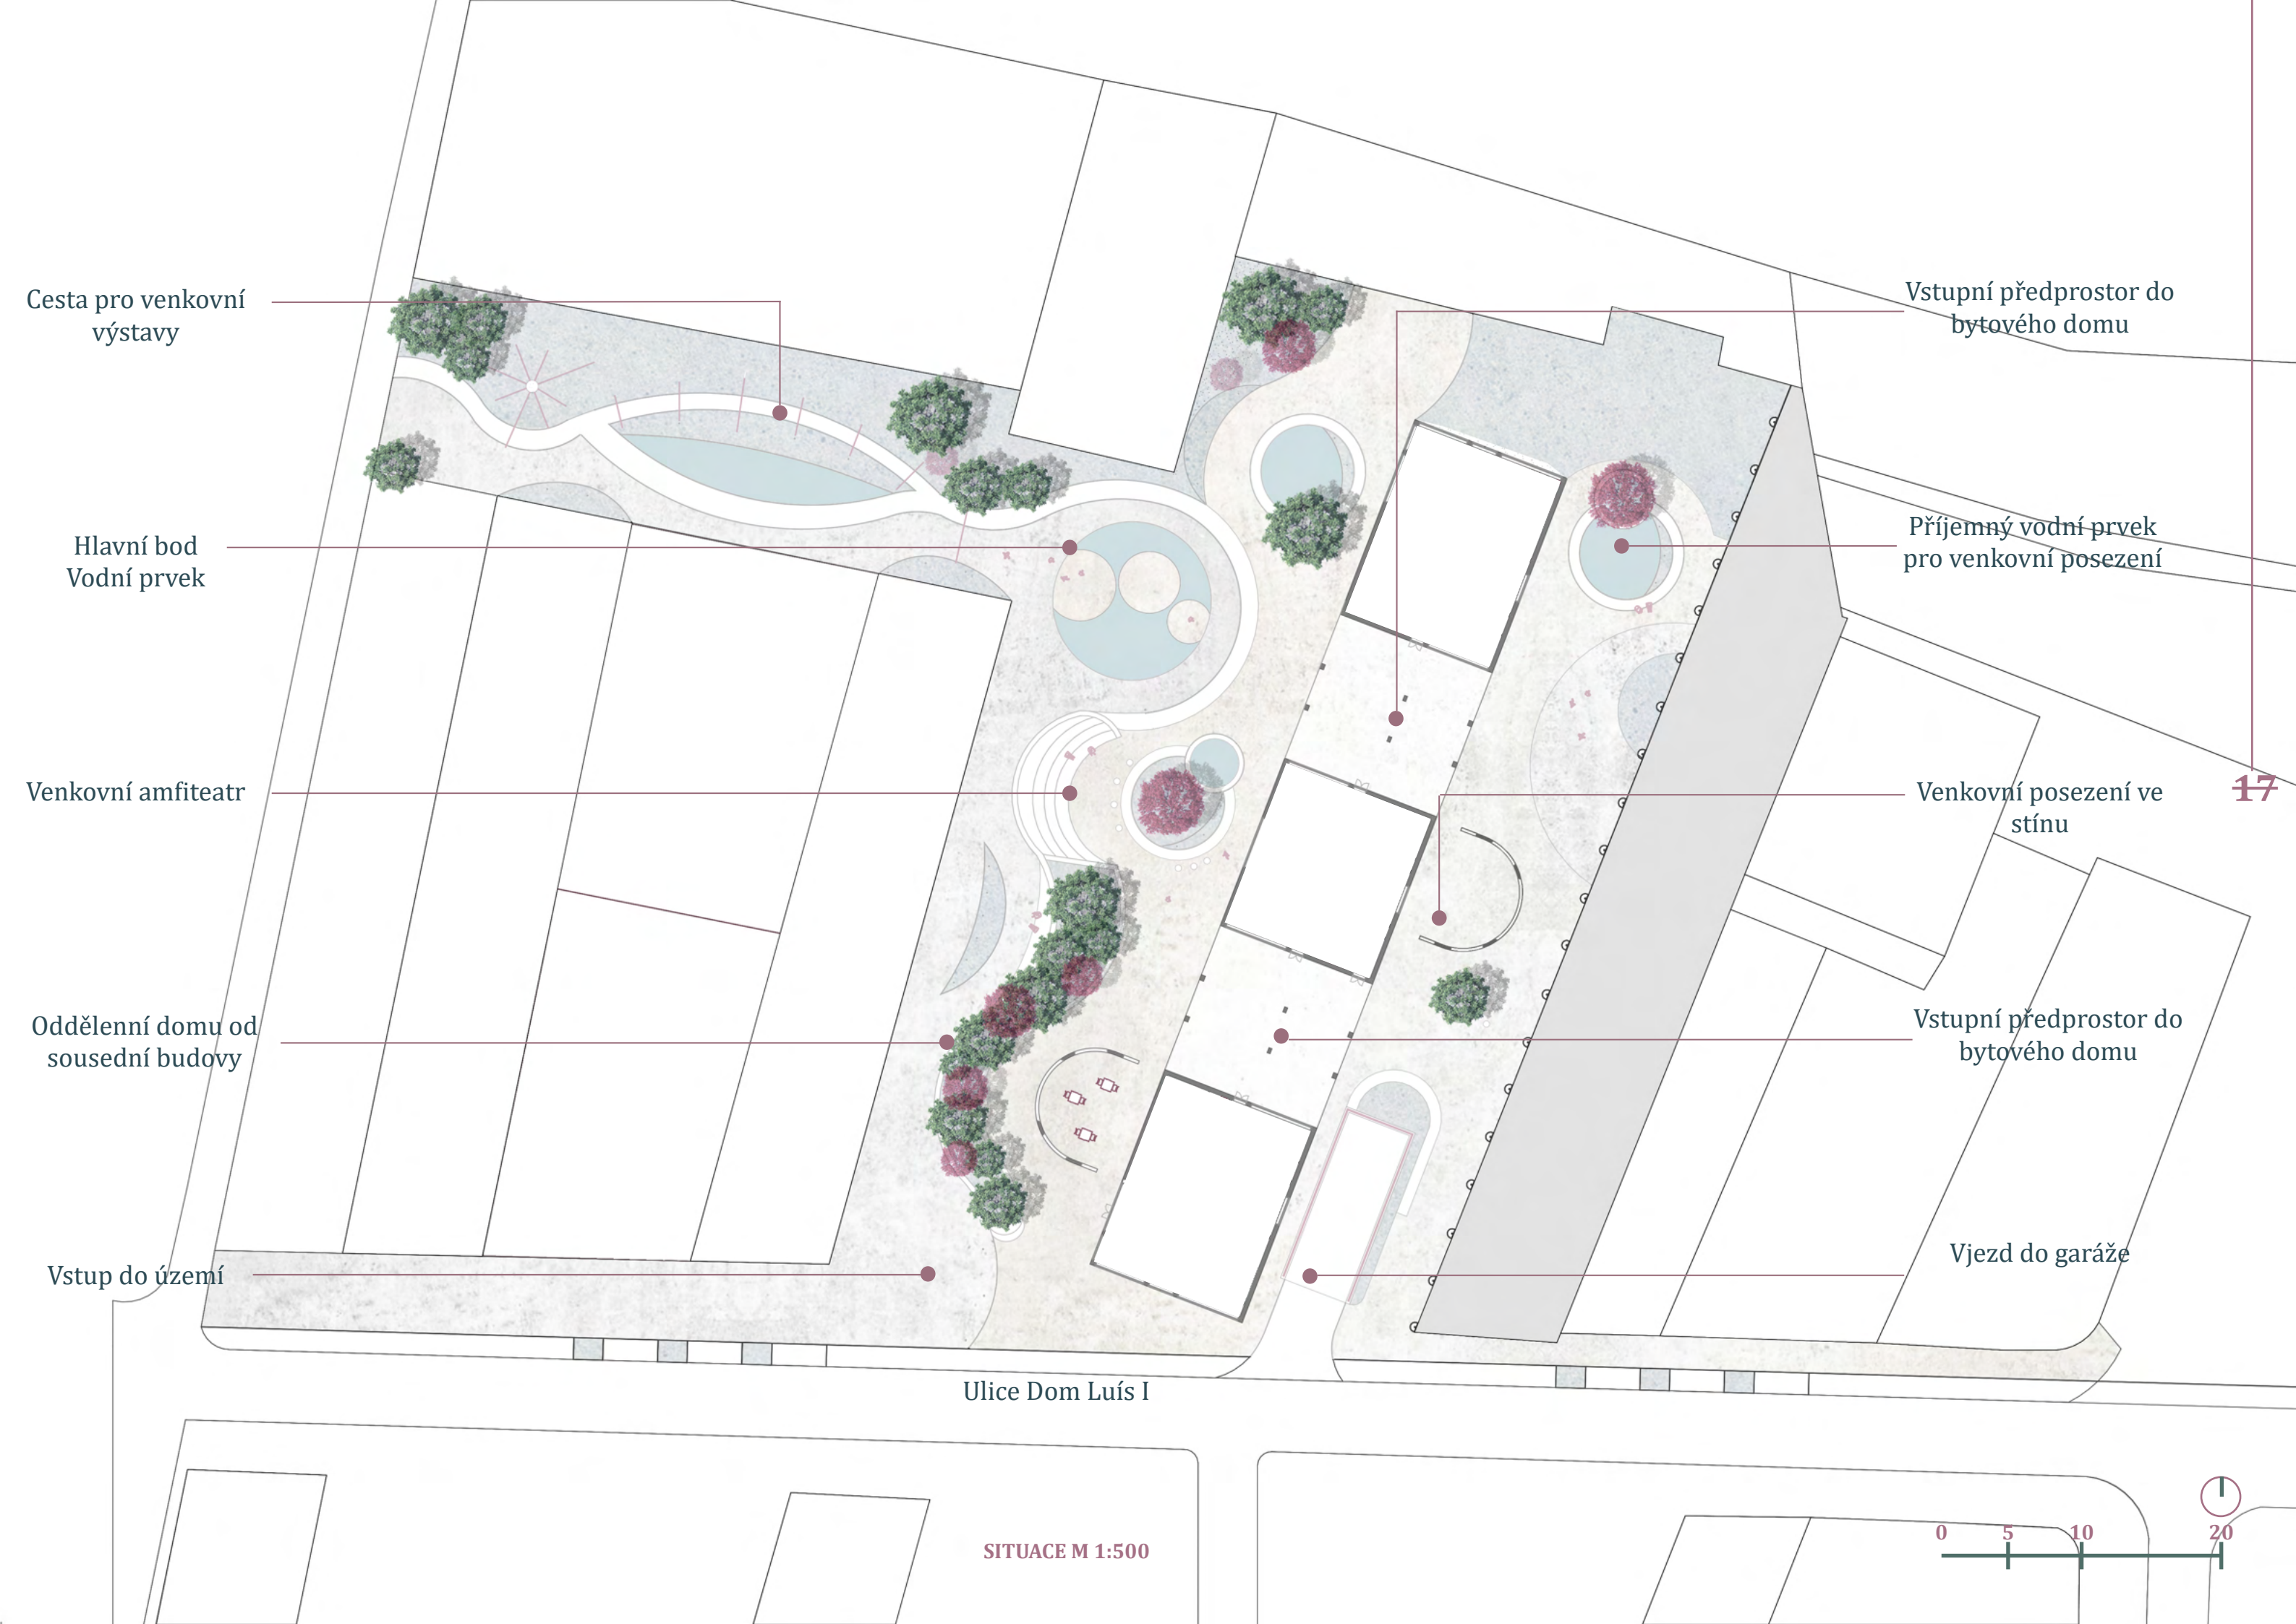 Cesta pro venkovní
výstavy
Hlavní bod
Vodní prvek
Venkovní amfiteatr
Oddělenní domu od
sousední budovy
Vstup do území
Vstupní předprostor do
bytového domu
Příjemný vodní prvek
pro venkovní posezení
17
Venkovní posezení ve
stínu
Vstupní předprostor do
bytového domu
Vjezd do garáže
Ulice Dom Luís I
SITUACE M 1:500
0 5 10 20